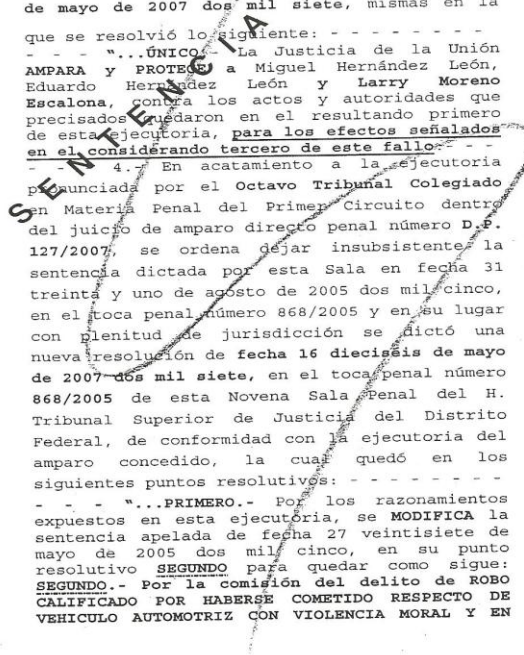 de mayo de 2007 dos mil siete, mismas en la
que se resolvió lo siguiente: - - - - - - - - -
- - - "...ÚNICO.- La Justicia de la Unión
AMPARA y PROTEGE, a Miguel Hernández León,
Eduardo Hernández León y Larry Moreno
Escalona, contra los actos y autoridades que
precisados quedaron en el resultando primero
de esta ejecutoria, para los efectos señalados
en el considerando tercero de este fallo- - - -
- - - 4.- En acatamiento a la ejecutoria
pronunciada por el Octavo Tribunal Colegiado
en Materia Penal del Primer Circuito dentro
del juicio de amparo directo penal número D.P.
127/2007, se ordena dejar insubsistente la
sentencia dictada por esta Sala en fecha 31
treinta y uno de agosto de 2005 dos mil cinco,
en el toca penal número 868/2005 y en su lugar
con plenitud de jurisdicción se dictó una
nueva resolución de fecha 16 dieciséis de mayo
de 2007 dos mil siete, en el toca penal número
868/2005 de esta Novena Sala Penal del H.
Tribunal Superior de Justicia del Distrito
Federal, de conformidad con la ejecutoria del
amparo concedido, la cual quedó en los
siguientes puntos resolutivos: - - - - - - - -
- - - "...PRIMERO.- Por los razonamientos
expuestos en esta ejecutoria, se MODIFICA la
sentencia apelada de fecha 27 veintisiete de
mayo de 2005 dos mil cinco, en su punto
resolutivo SEGUNDO para quedar como sigue:
SEGUNDO.- Por la comisión del delito de ROBO
CALIFICADO POR HABERSE COMETIDO RESPECTO DE
VEHICULO AUTOMOTRIZ CON VIOLENCIA MORAL Y EN
SENTENCIA